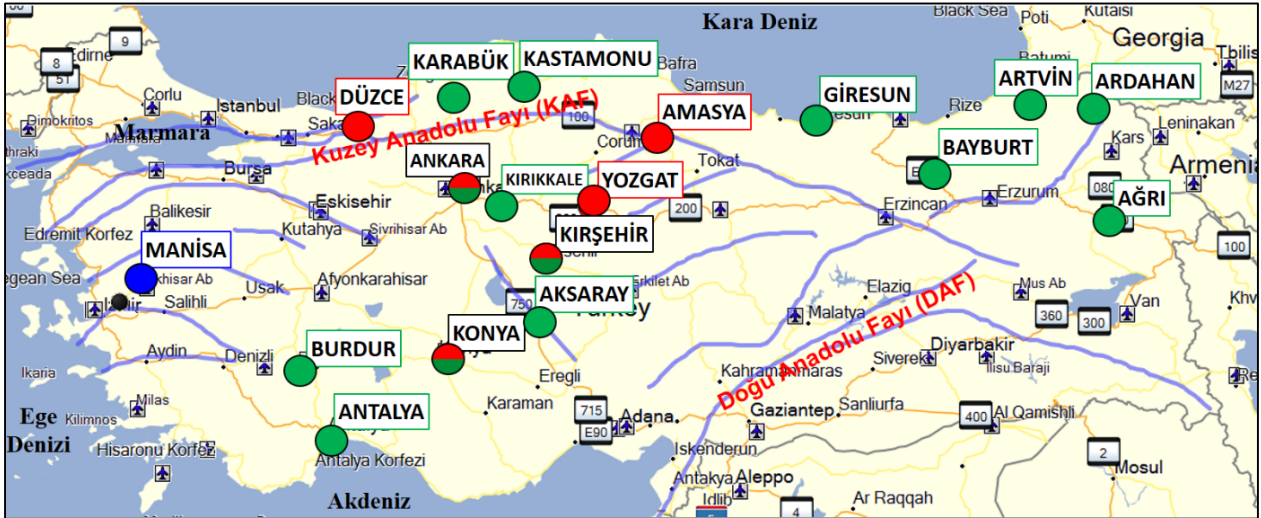 Kara Deniz
Black Sea
Poti
Kutaisi
Georgia
Tbilis
Batumi
M27
9
8
51
Edirne
Corlu
Istanbul
Black
Dimokritos
Marmara
DÜZCE
KARABÜK
KASTAMONU
Bafra
Samsun
AMASYA
Corum
GİRESUN
Rize
ARTVİN
ARDAHAN
Leninakan
Kars
Armenia
Kuzey Anadolu Fayı (KAF)
100
ANKARA
KIRIKKALE
YOZGAT
Tokat
BAYBURT
Erzurum
080
AĞRI
Bursa
Eskisehir
Balikesir
Kutahya
Sivrihisar Ab
200
Erzincan
100
Edremit Korfez
MANİSA
KIRŞEHİR
egean Sea
khisar Ab
Salihli
Usak
Afyonkarahisar
AKSARAY
Erkilet Ab
750
Elazig
Mus Ab
Van
Malatya
360
300
KONYA
Aydin
Denizli
BURDUR
Eregli
Kahramanmaras
Doğu Anadolu Fayı (DAF)
Siverek
Diyarbakir
Ilisu Baraji
Ikaria
Milas
Karaman
715
Adana
Gaziantep
Sanliurfa
400
Al Qamishli
Ege
Denizi
Kilimnos
ANTALYA
E90
Hisaronu Korfez
Antalya Korfezi
Iskenderun
2
Mosul
Akdeniz
Antakya
Aleppo
Idlib
Ar Raqqah
4